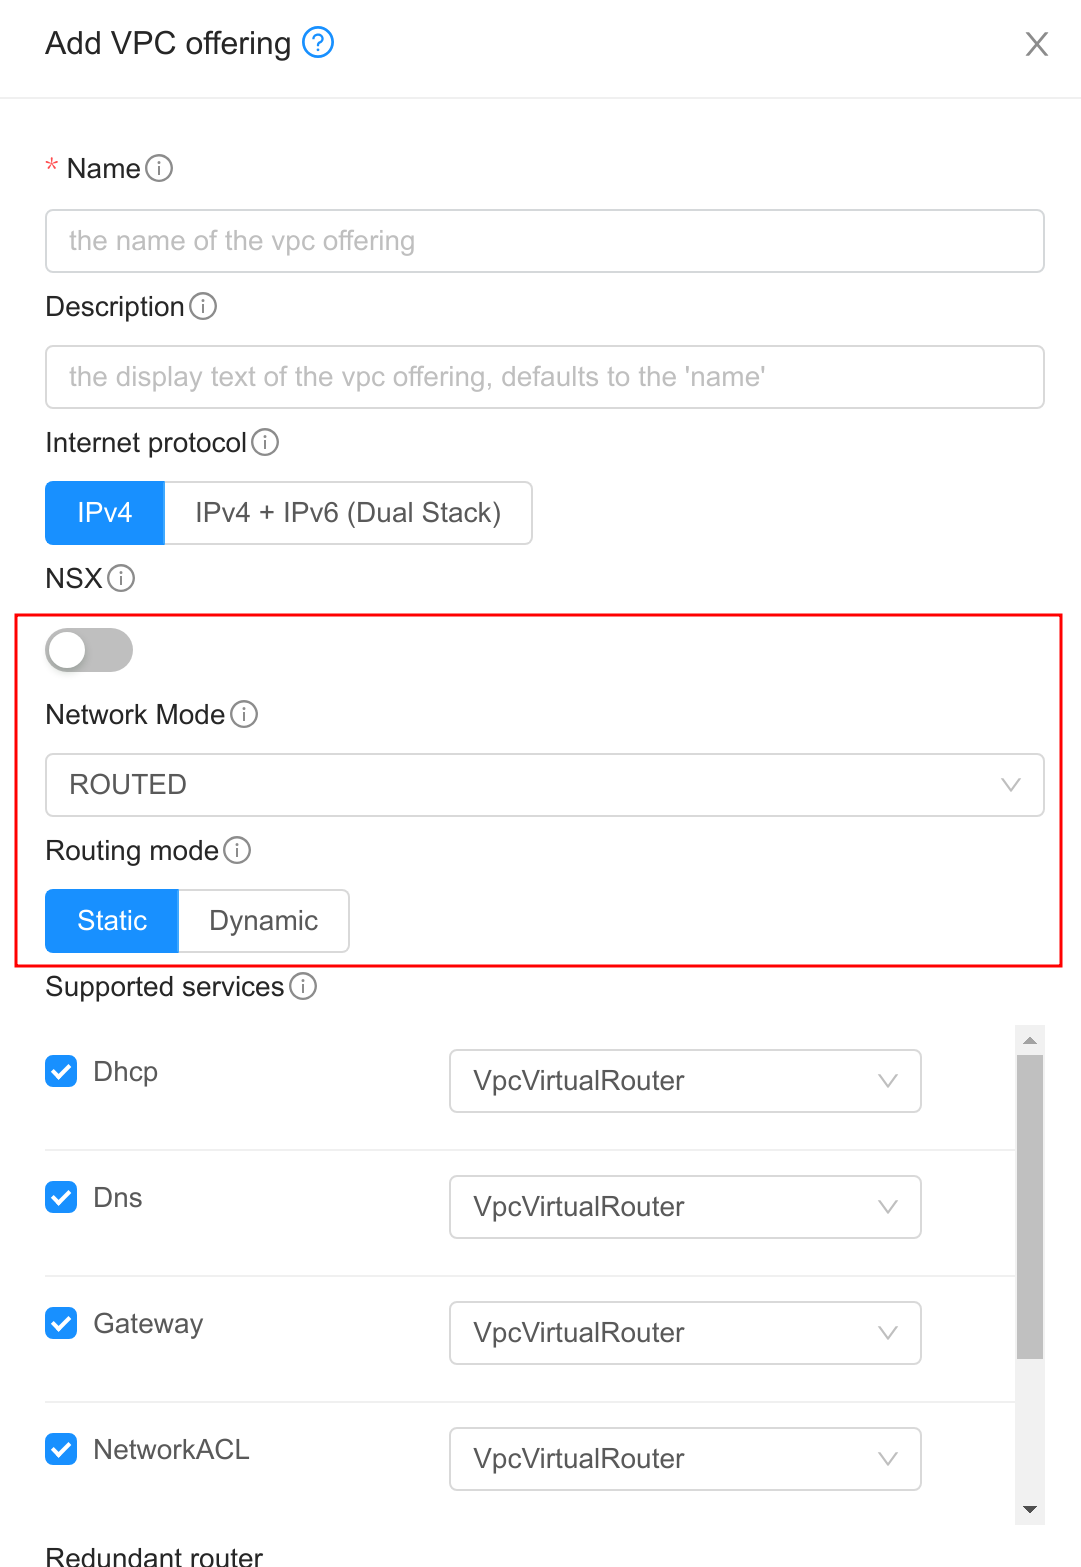 Add VPC offering
* Name
the name of the vpc offering
Description
the display text of the vpc offering, defaults to the 'name'
Internet protocol
IPv4 IPv4 + IPv6 (Dual Stack)
NSX
Network Mode
ROUTED
Routing mode
Static Dynamic
Supported services
Dhcp VpcVirtualRouter
Dns VpcVirtualRouter
Gateway VpcVirtualRouter
NetworkACL VpcVirtualRouter
Redundant router